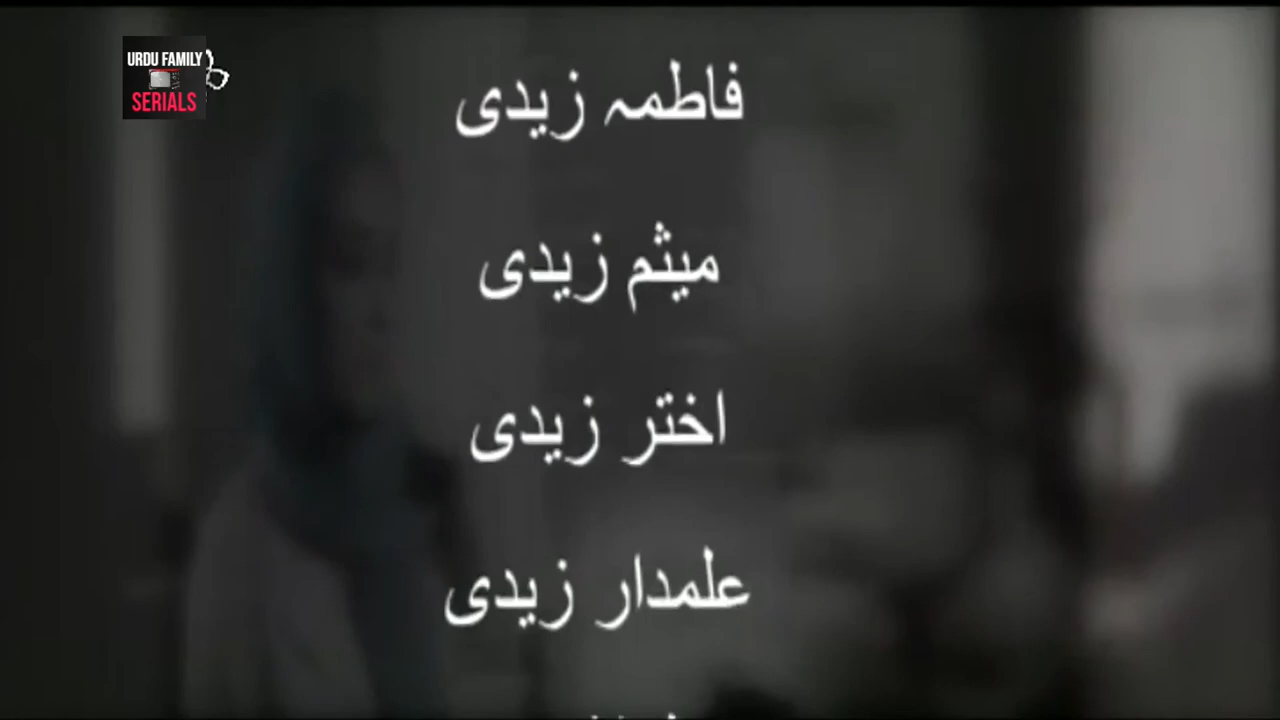 URDU FAMILY
SERIALS
فاطمہ زیدی
میثم زیدی
اختر زیدی
علمدار زیدی